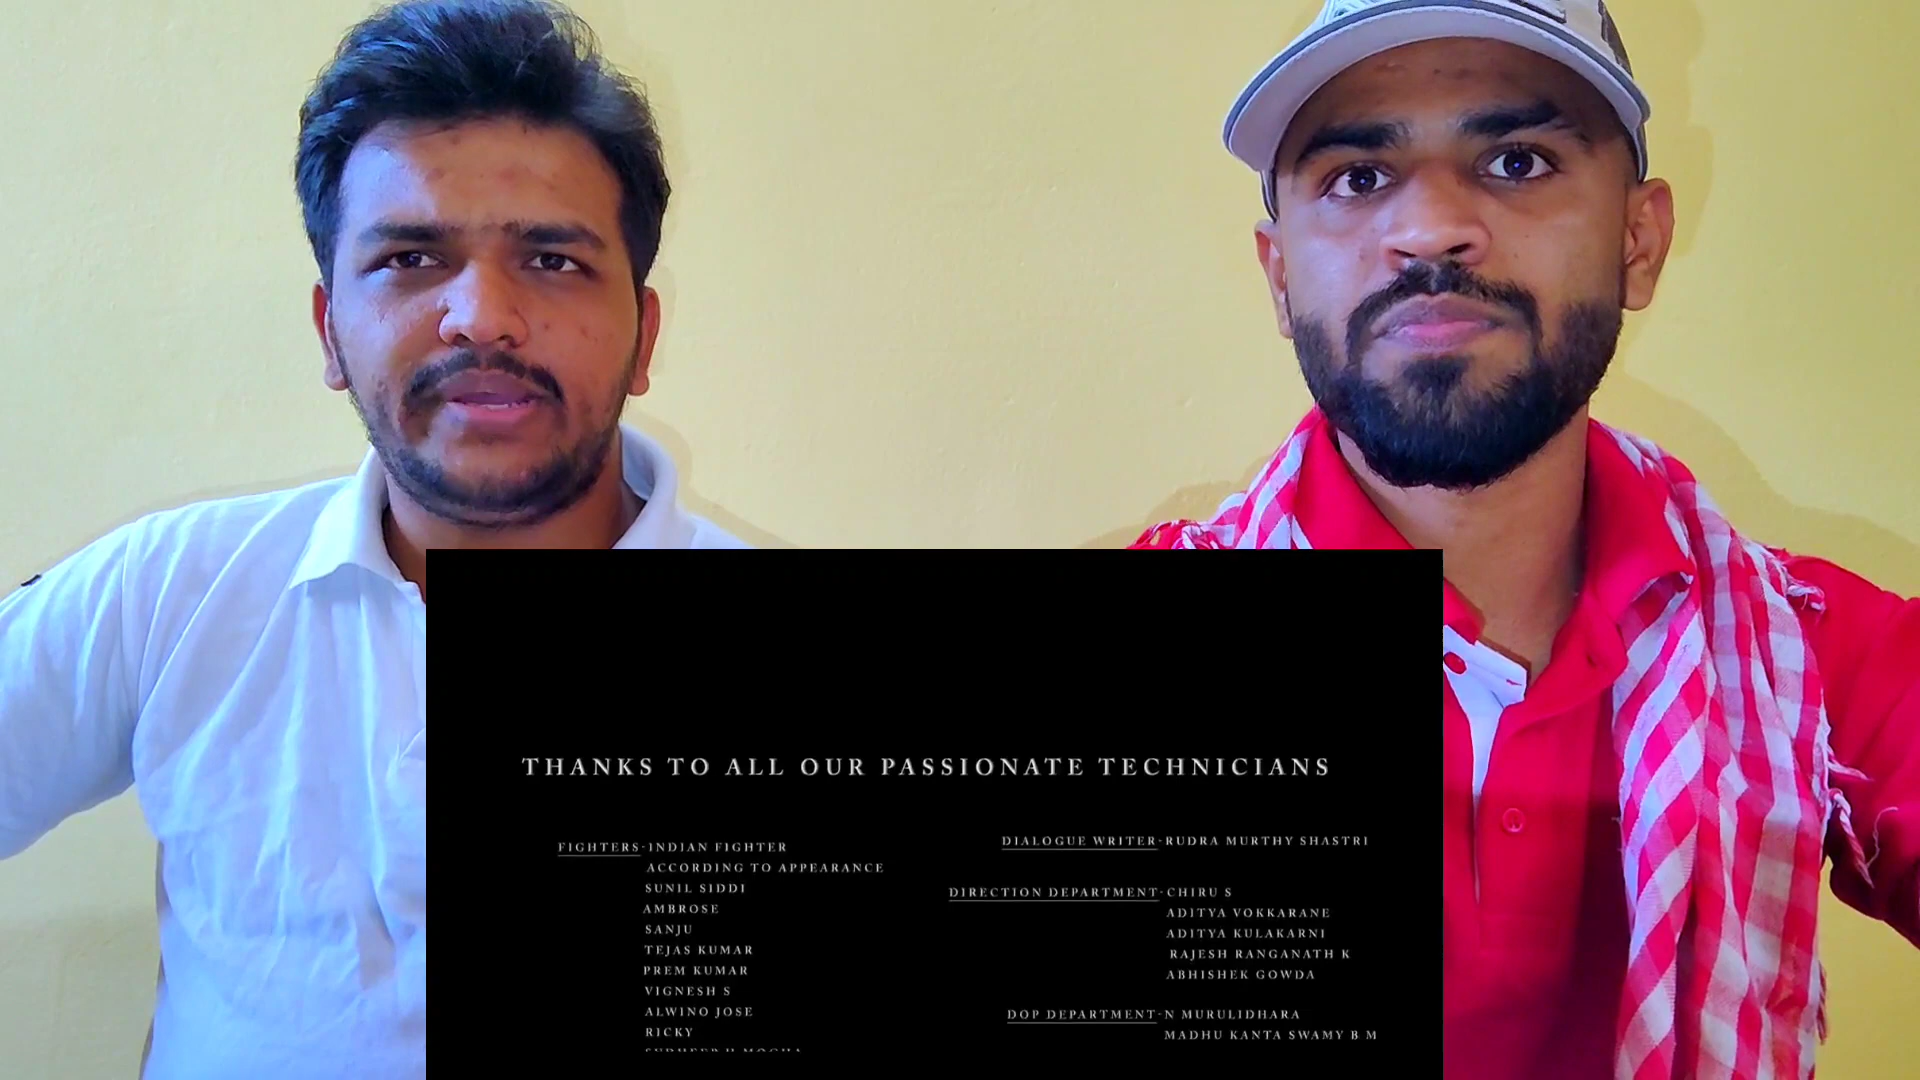 THANKS TO ALL OUR PASSIONATE TECHNICIANS
FIGHTERS-INDIAN FIGHTER
ACCORDING TO APPEARANCE
SUNIL SIDDI
AMBROSE
SANJU
TEJAS KUMAR
PREM KUMAR
VIGNESH S
ALWINO JOSE
RICKY
DIALOGUE WRITER-RUDRA MURTHY SHASTRI
DIRECTION DEPARTMENT-CHIRU S
ADITYA VOKKARANE
ADITYA KULAKARNI
RAJESH RANGANATH K
ABHISHEK GOWDA
DOP DEPARTMENT-N MURULIDHARA
MADHU KANTA SWAMY B M